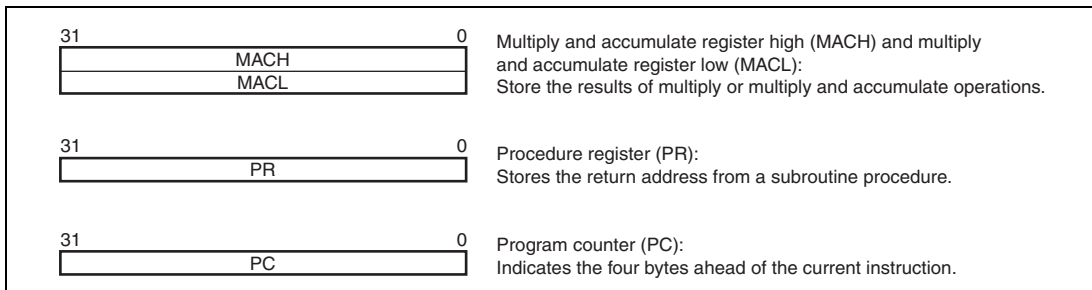 31 0
MACH
MACL
Multiply and accumulate register high (MACH) and multiply
and accumulate register low (MACL):
Store the results of multiply or multiply and accumulate operations.
31 0
PR
Procedure register (PR):
Stores the return address from a subroutine procedure.
31 0
PC
Program counter (PC):
Indicates the four bytes ahead of the current instruction.